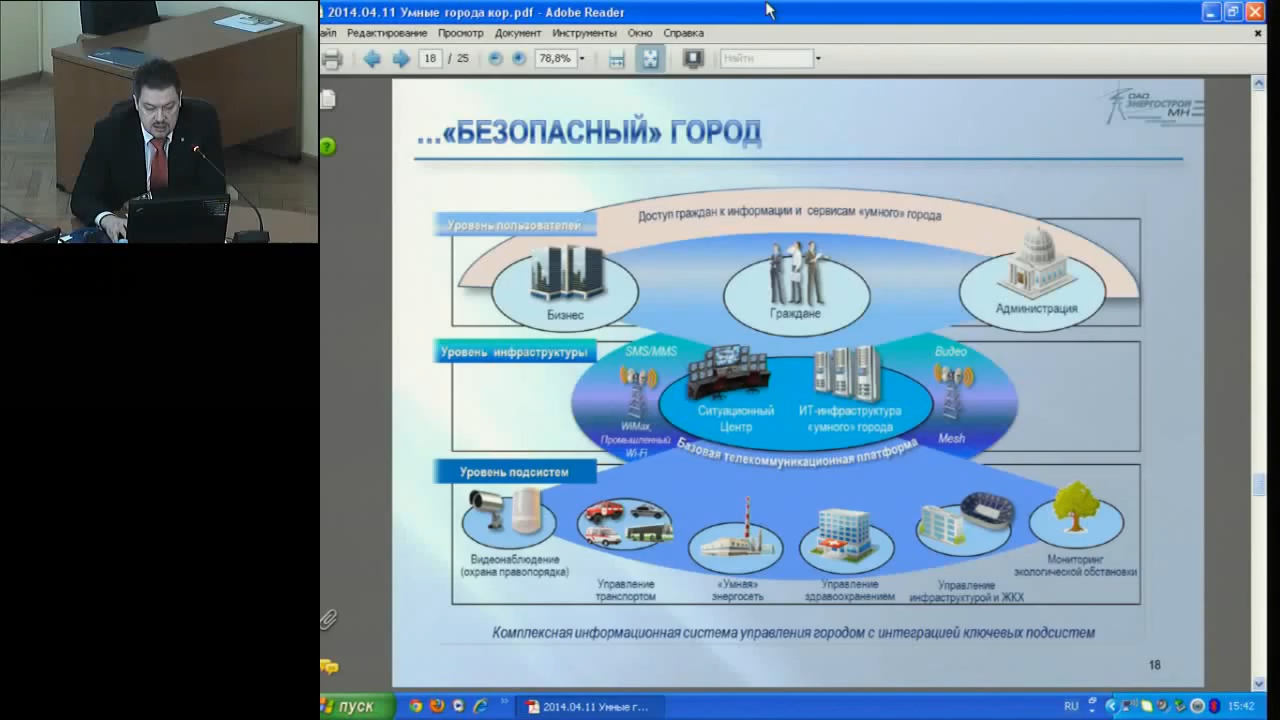 2014.04.11 Умные города кор.pdf - Adobe Reader
айл Редактирование Просмотр Документ Инструменты Окно Справка
18 / 25 78,8% Найти
ОАО
ЭНЕРГОСТРОЙ
МН
...«БЕЗОПАСНЫЙ» ГОРОД
Доступ граждан к информации и сервисам «умного» города
Уровень пользователей
Бизнес
Граждане
Администрация
Уровень инфраструктуры
SMS/MMS
Видео
Ситуационный
Центр
ИТ-инфраструктура
«умного» города
WiMax,
Промышленный
Wi-Fi
Mesh
Базовая телекоммуникационная платформа
Уровень подсистем
Видеонаблюдение
(охрана правопорядка)
Управление
транспортом
«Умная»
энергосеть
Управление
здравоохранением
Управление
инфраструктурой и ЖКХ
Мониторинг
экологической обстановки
Комплексная информационная система управления городом с интеграцией ключевых подсистем
18
пуск
2014.04.11 Умные г...
RU
15:42